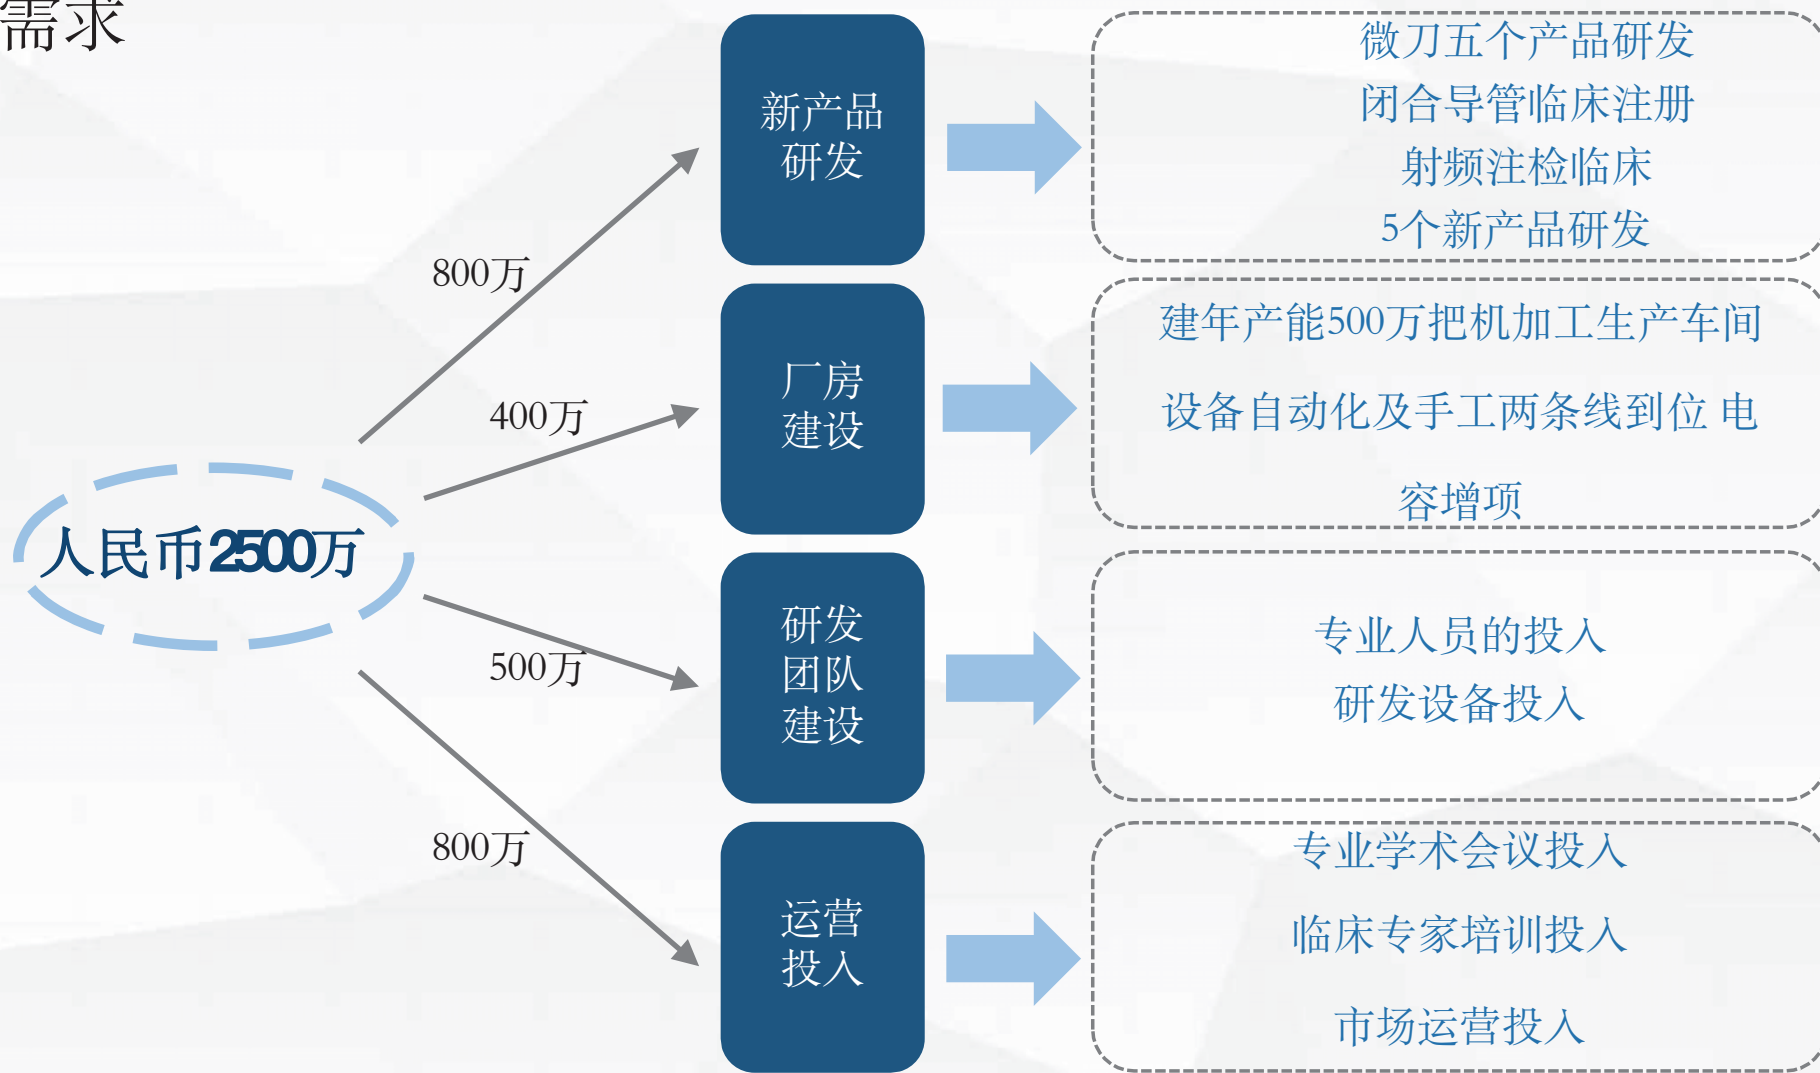 需求
人民币2500万
800万
400万
500万
800万
新产品
研发
微刀五个产品研发
闭合导管临床注册
射频注检临床
5个新产品研发
厂房
建设
建年产能500万把机加工生产车间
设备自动化及手工两条线到位 电
容增项
研发
团队
建设
专业人员的投入
研发设备投入
运营
投入
专业学术会议投入
临床专家培训投入
市场运营投入